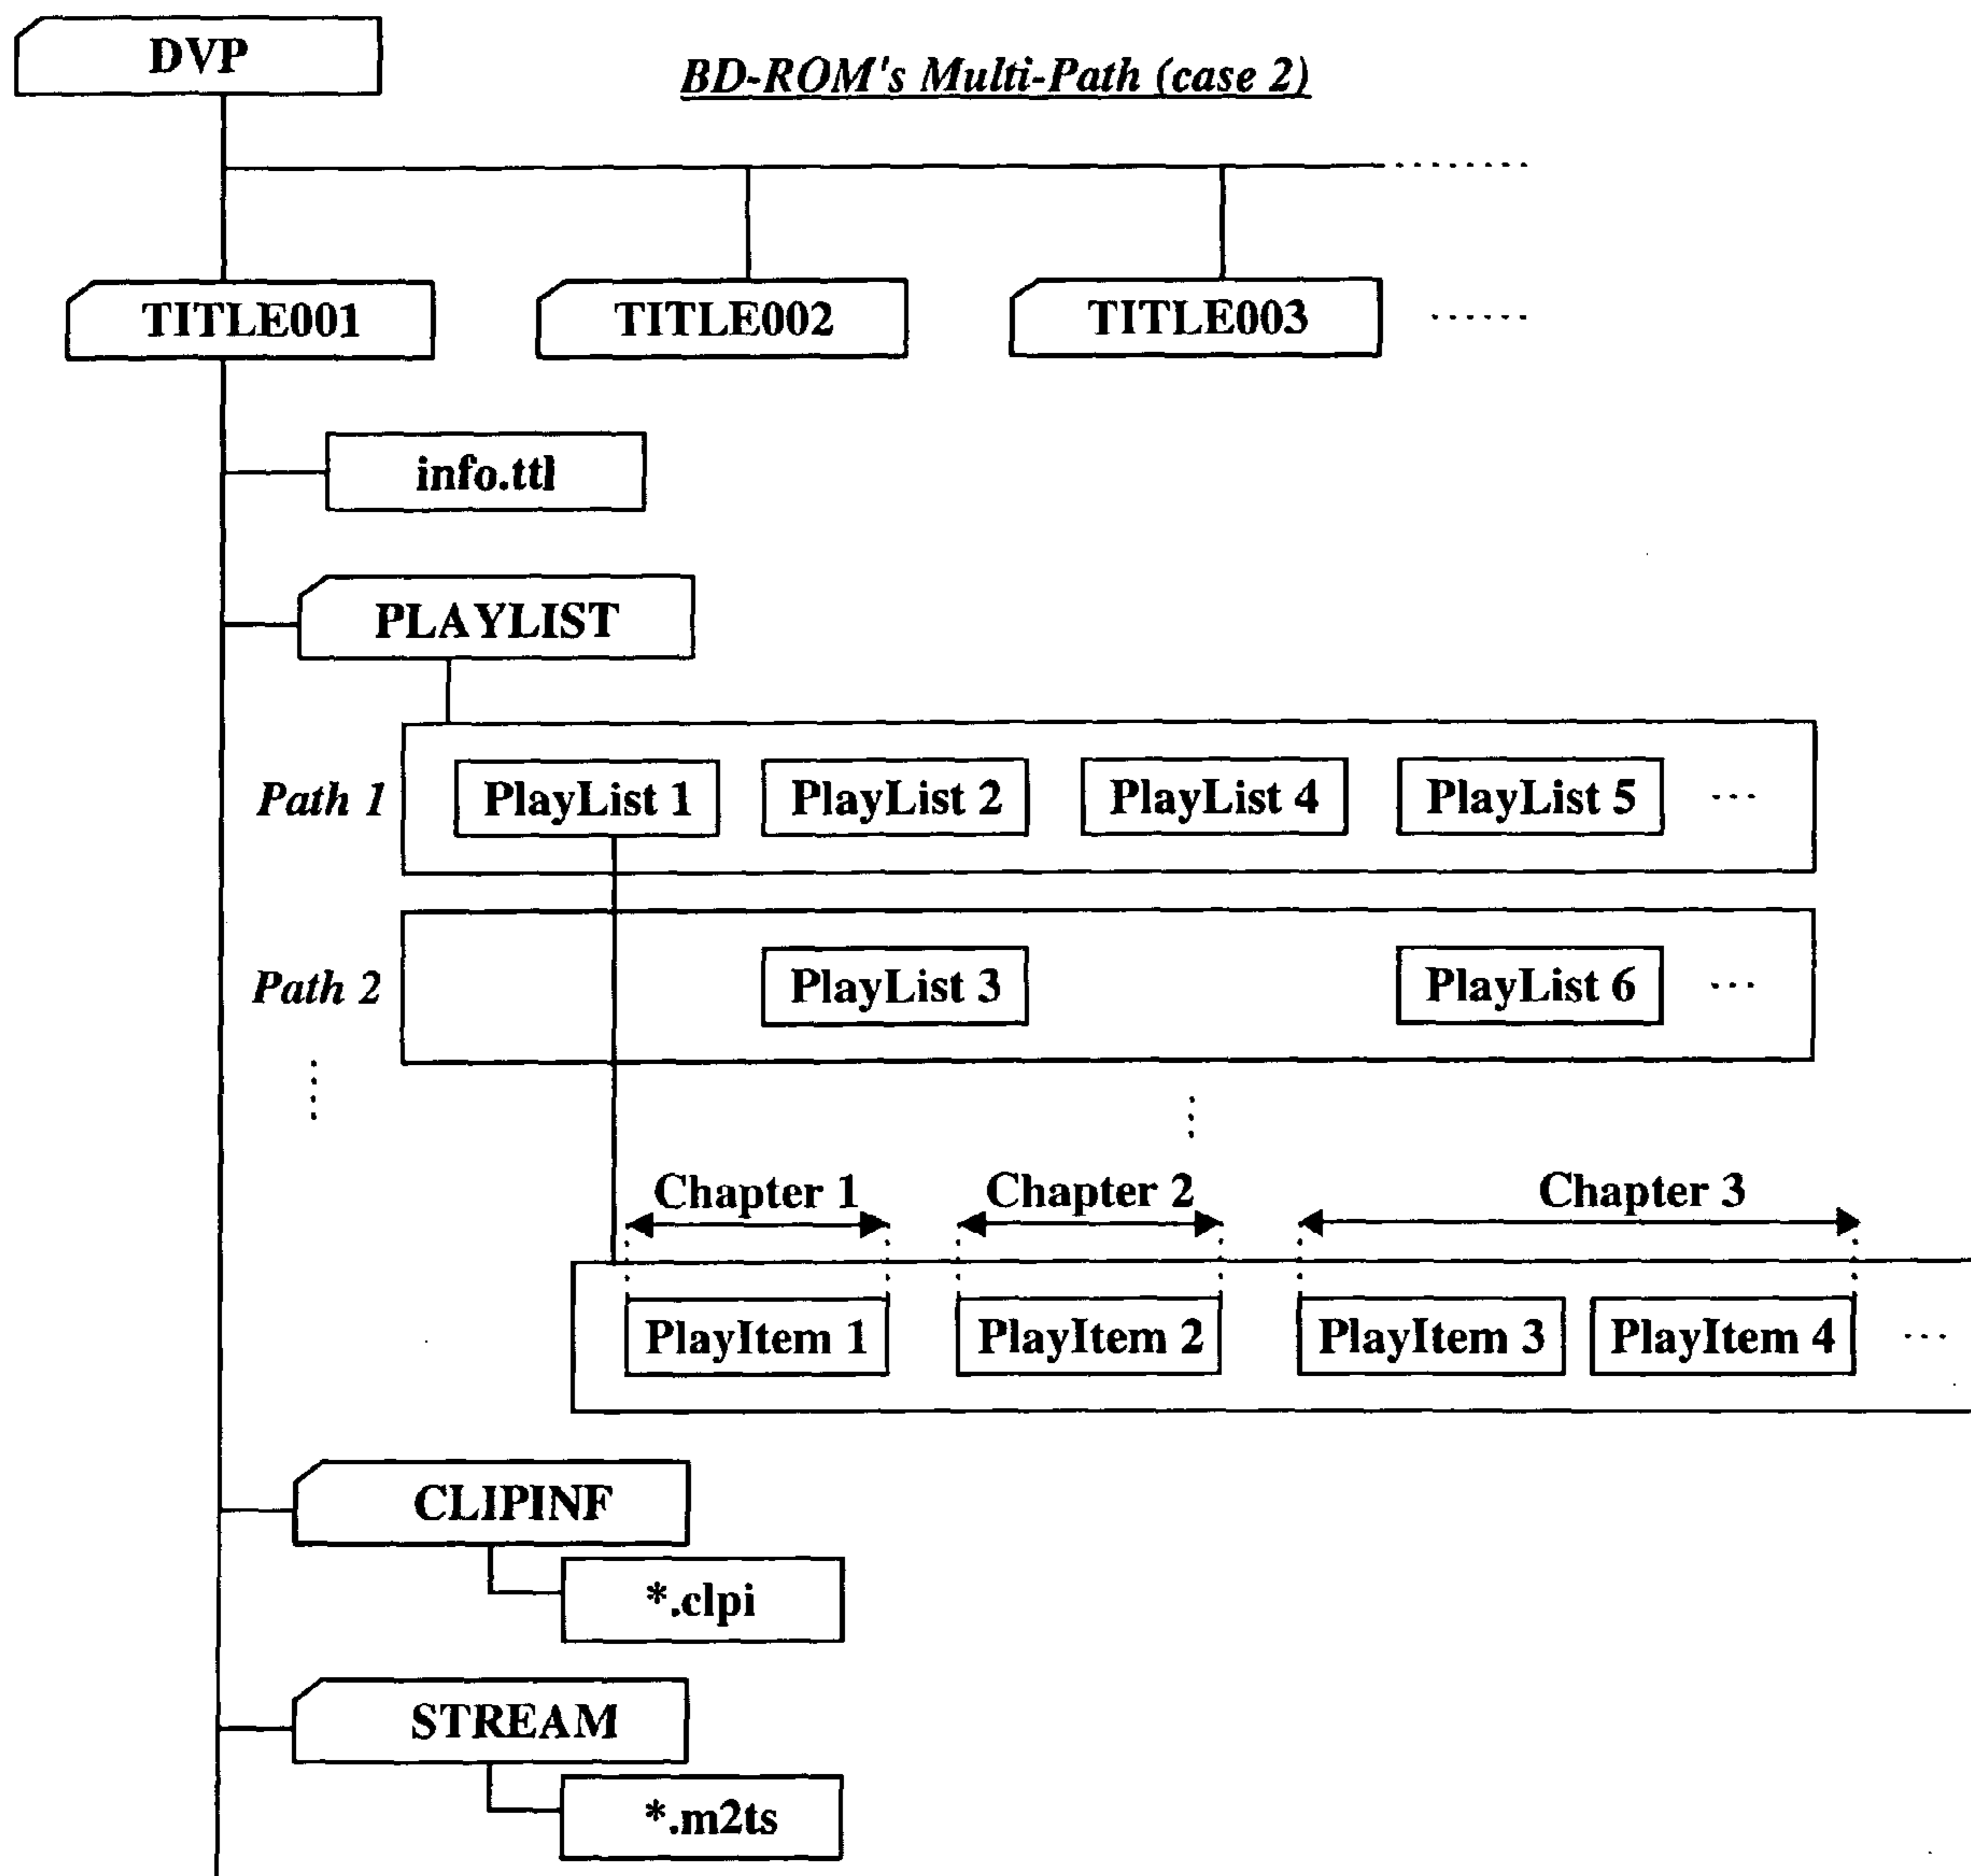 DVP
BD-ROM's Multi-Path (case 2)
TITLE001 TITLE002 TITLE003 ······
info.ttl
PLAYLIST
Path 1 PlayList 1 PlayList 2 PlayList 4 PlayList 5 ···
Path 2 PlayList 3 PlayList 6 ···
Chapter 1 Chapter 2 Chapter 3
PlayItem 1 PlayItem 2 PlayItem 3 PlayItem 4 ···
CLIPINF
*.clpi
STREAM
*.m2ts